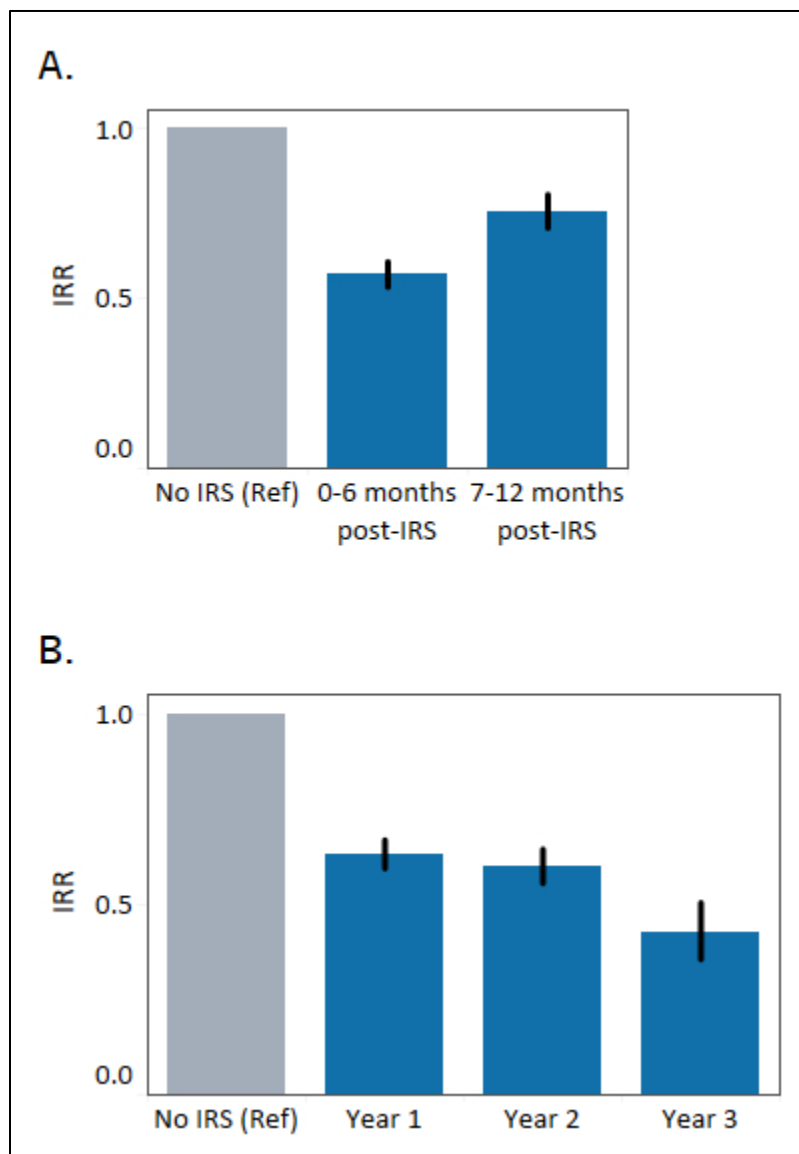 A.
1.0
0.5
0.0
IRR
No IRS (Ref) 0-6 months 7-12 months
post-IRS post-IRS
B.
1.0
0.5
0.0
IRR
No IRS (Ref) Year 1 Year 2 Year 3